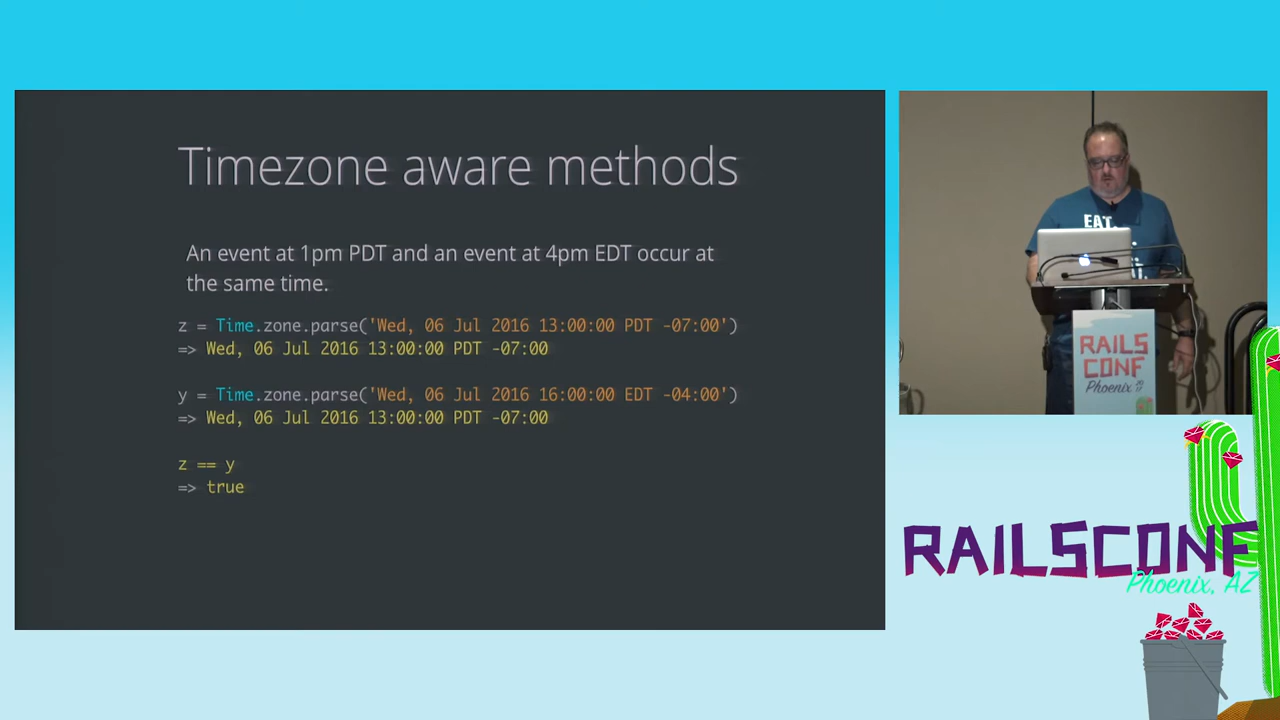 Timezone aware methods
An event at 1pm PDT and an event at 4pm EDT occur at
the same time.
z = Time.zone.parse('Wed, 06 Jul 2016 13:00:00 PDT -07:00')
=> Wed, 06 Jul 2016 13:00:00 PDT -07:00
y = Time.zone.parse('Wed, 06 Jul 2016 16:00:00 EDT -04:00')
=> Wed, 06 Jul 2016 13:00:00 PDT -07:00
z == y
=> true
EAT.
RAILS
CONF
Phoenix
RAILSCONF
Phoenix, AZ